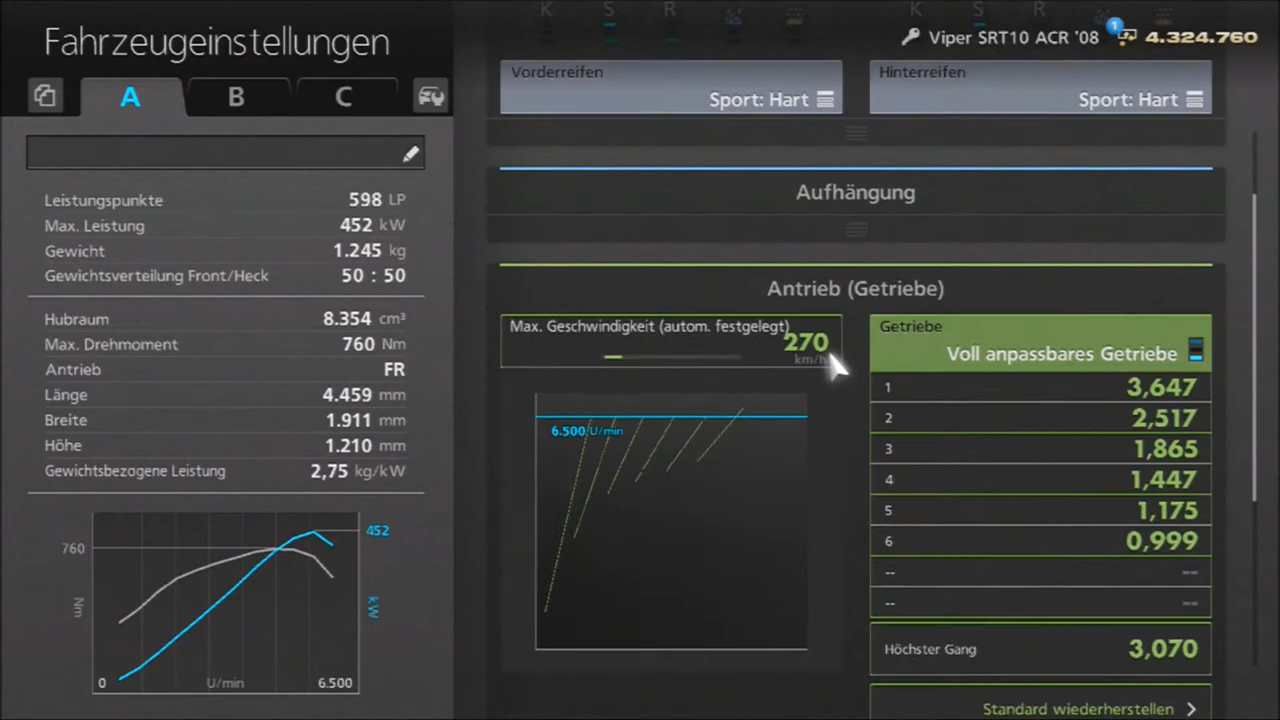 Fahrzeugeinstellungen
A B C
Leistungspunkte 598 LP
Max. Leistung 452 kW
Gewicht 1.245 kg
Gewichtsverteilung Front/Heck 50 : 50
Hubraum 8.354 cm³
Max. Drehmoment 760 Nm
Antrieb FR
Länge 4.459 mm
Breite 1.911 mm
Höhe 1.210 mm
Gewichtsbezogene Leistung 2,75 kg/kW
452
760
Nm
kW
0 U/min 6.500
K S R K S R
Viper SRT10 ACR '08 1 4.324.760
Vorderreifen
Sport: Hart
Hinterreifen
Sport: Hart
Aufhängung
Antrieb (Getriebe)
Max. Geschwindigkeit (autom. festgelegt)
270
km/h
6.500 U/min
Getriebe
Voll anpassbares Getriebe
1 3,647
2 2,517
3 1,865
4 1,447
5 1,175
6 0,999
-- --
-- --
Höchster Gang 3,070
Standard wiederherstellen